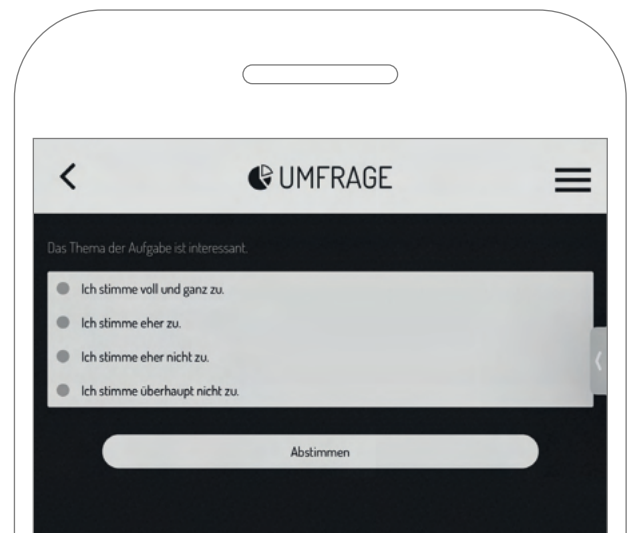 UMFRAGE
Das Thema der Aufgabe ist interessant.
Ich stimme voll und ganz zu.
Ich stimme eher zu.
Ich stimme eher nicht zu.
Ich stimme überhaupt nicht zu.
Abstimmen